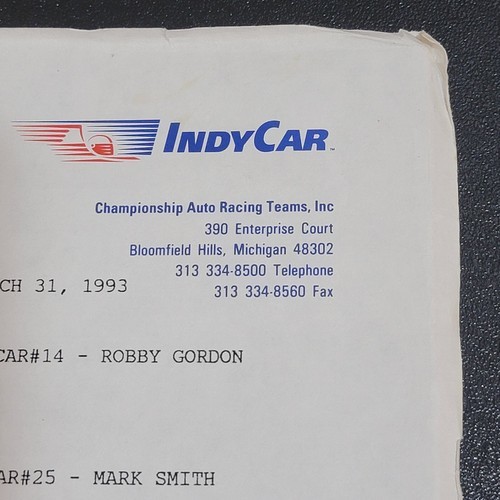 INDYCAR™
Championship Auto Racing Teams, Inc
390 Enterprise Court
Bloomfield Hills, Michigan 48302
313 334-8500 Telephone
313 334-8560 Fax
CH 31, 1993
CAR#14 - ROBBY GORDON
AR#25 - MARK SMITH